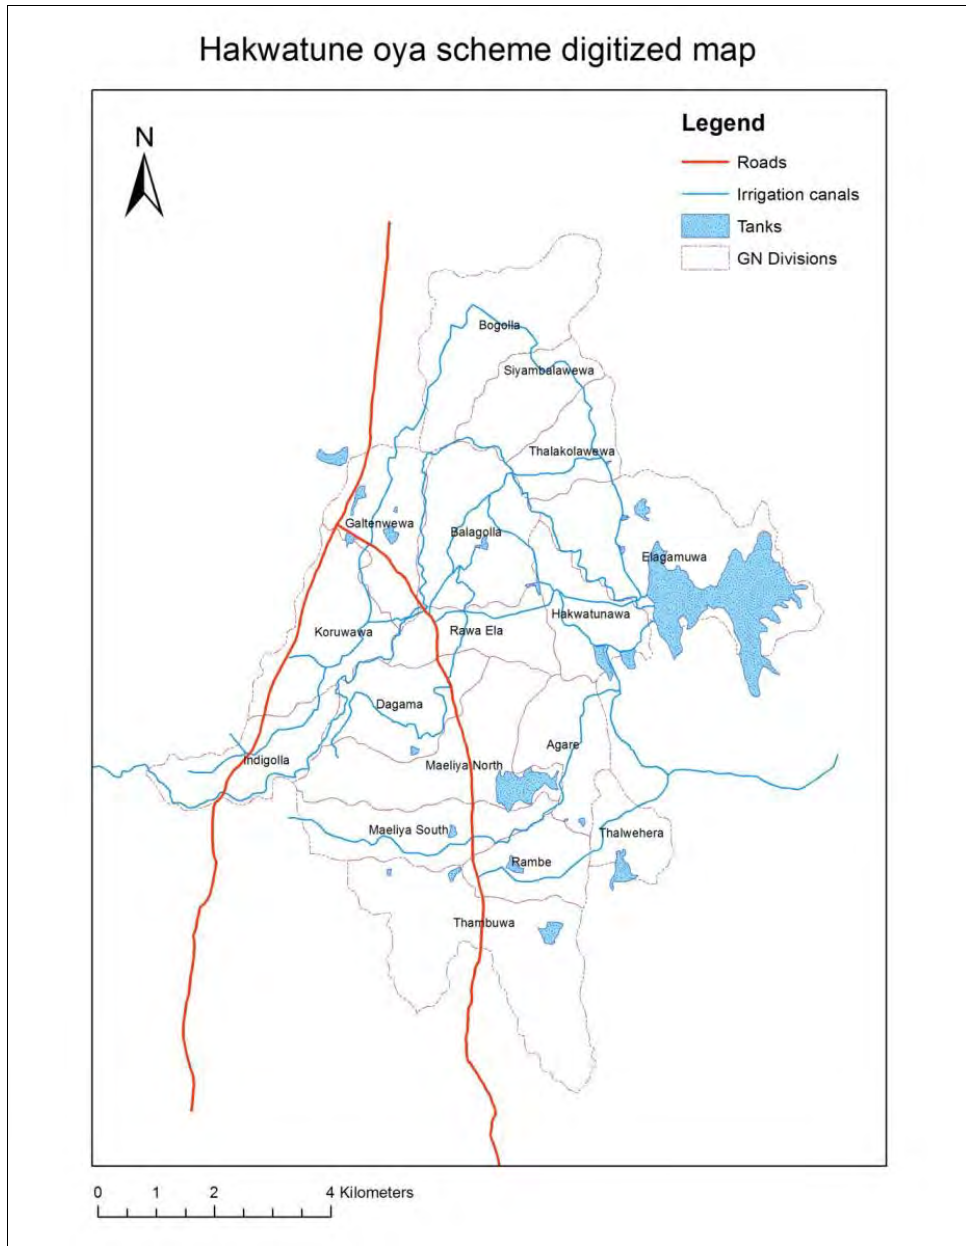 Hakwatune oya scheme digitized map
N
Legend
Roads
Irrigation canals
Tanks
GN Divisions
Bogolla
Siyambalawewa
Thalakolawewa
Galtenwewa
Balagolla
Elagamuwa
Hakwatunawa
Koruwawa
Rawa Ela
Dagama
Agare
Indigolla
Maeliya North
Maeliya South
Thalwehera
Rambe
Thambuwa
0 1 2 4 Kilometers